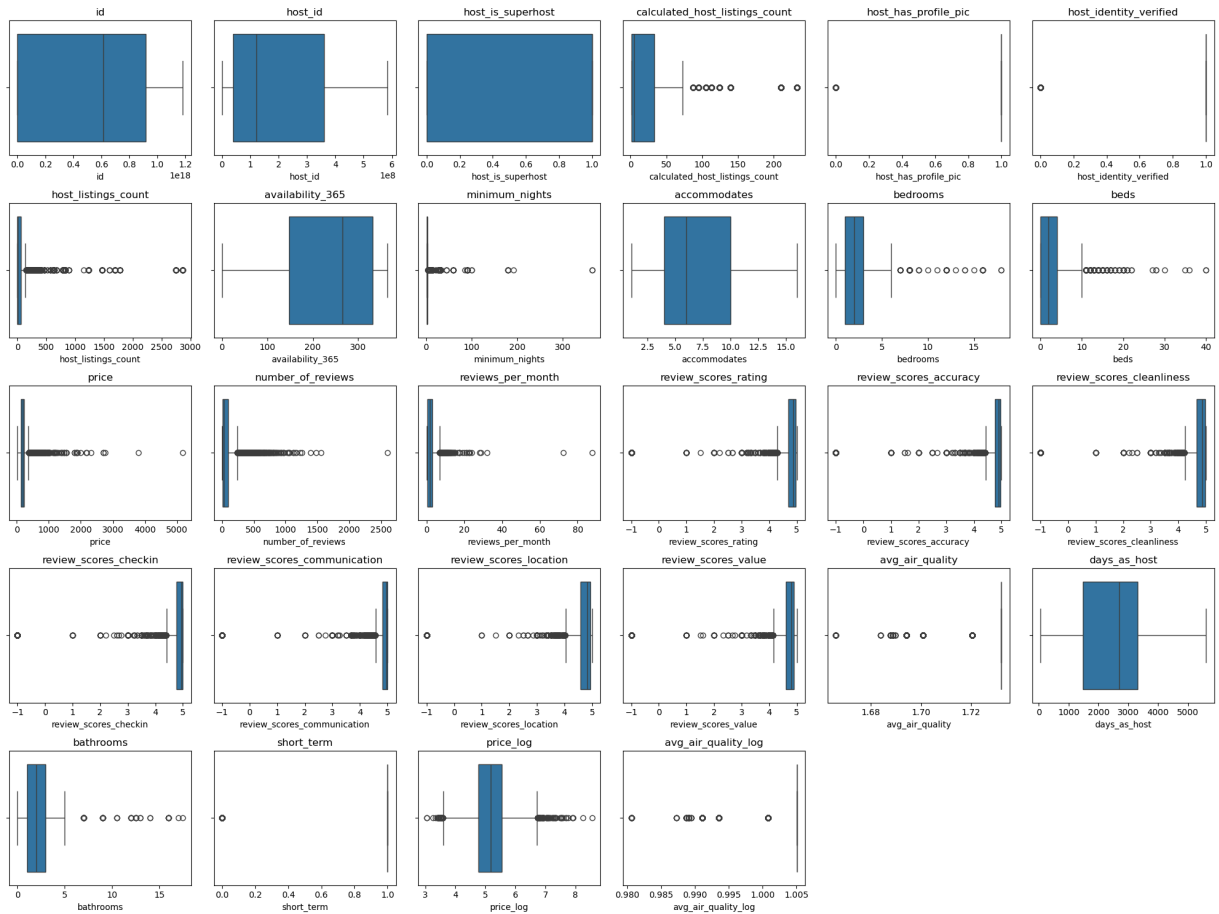 id host_id host_is_superhost calculated_host_listings_count host_has_profile_pic host_identity_verified
0.0 0.2 0.4 0.6 0.8 1.0 1.2 0 1 2 3 4 5 6 0.0 0.2 0.4 0.6 0.8 1.0 0 50 100 150 200 0.0 0.2 0.4 0.6 0.8 1.0 0.0 0.2 0.4 0.6 0.8 1.0
id 1e18 host_id 1e8 host_is_superhost calculated_host_listings_count host_has_profile_pic host_identity_verified
host_listings_count availability_365 minimum_nights accommodates bedrooms beds
0 500 1000 1500 2000 2500 3000 0 100 200 300 0 100 200 300 2.5 5.0 7.5 10.0 12.5 15.0 0 5 10 15 0 10 20 30 40
host_listings_count availability_365 minimum_nights accommodates bedrooms beds
price number_of_reviews reviews_per_month review_scores_rating review_scores_accuracy review_scores_cleanliness
0 1000 2000 3000 4000 5000 0 500 1000 1500 2000 2500 0 20 40 60 80 −1 0 1 2 3 4 5 −1 0 1 2 3 4 5 −1 0 1 2 3 4 5
price number_of_reviews reviews_per_month review_scores_rating review_scores_accuracy review_scores_cleanliness
review_scores_checkin review_scores_communication review_scores_location review_scores_value avg_air_quality days_as_host
−1 0 1 2 3 4 5 −1 0 1 2 3 4 5 −1 0 1 2 3 4 5 −1 0 1 2 3 4 5 1.68 1.70 1.72 0 1000 2000 3000 4000 5000
review_scores_checkin review_scores_communication review_scores_location review_scores_value avg_air_quality days_as_host
bathrooms short_term price_log avg_air_quality_log
0 5 10 15 0.0 0.2 0.4 0.6 0.8 1.0 3 4 5 6 7 8 0.980 0.985 0.990 0.995 1.000 1.005
bathrooms short_term price_log avg_air_quality_log